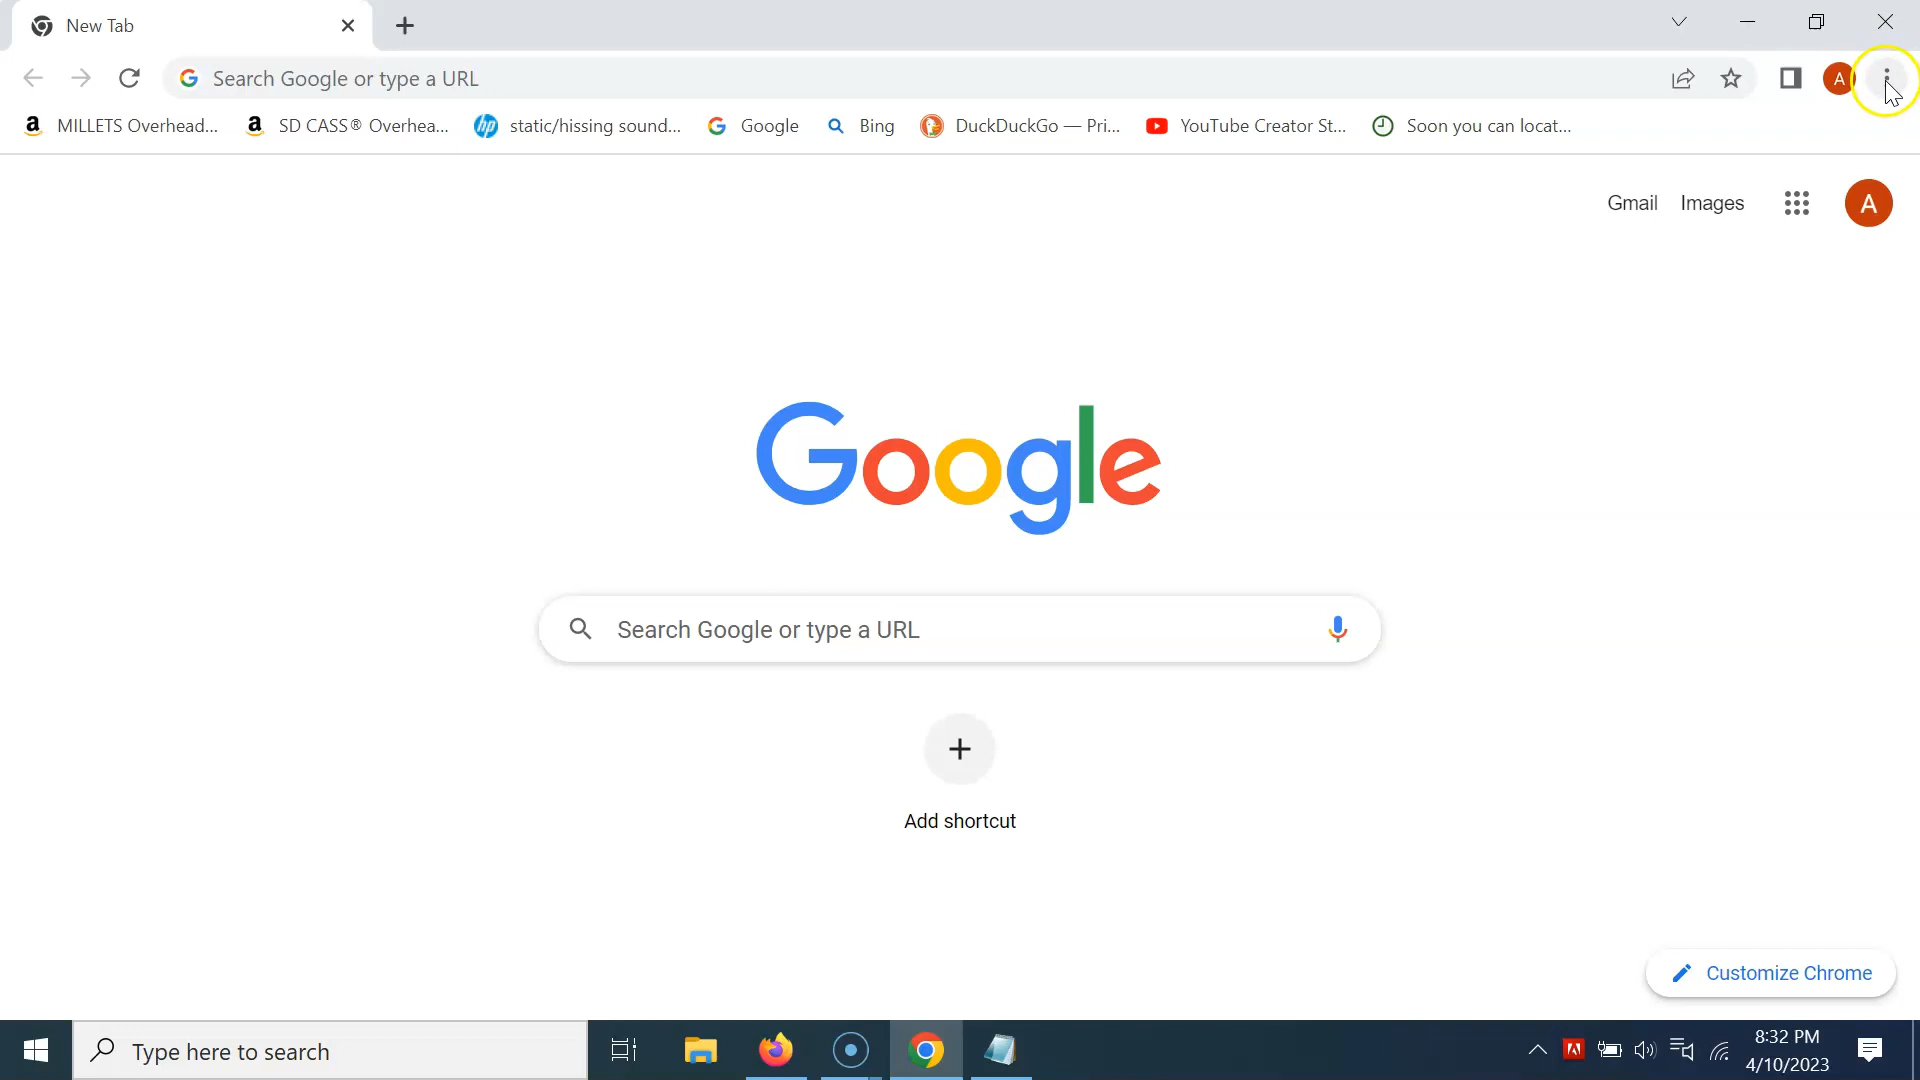 New Tab
Search Google or type a URL
A
MILLETS Overhead...
SD CASS® Overhea...
static/hissing sound...
Google
Bing
DuckDuckGo — Pri...
YouTube Creator St...
Soon you can locat...
Gmail
Images
A
Google
Search Google or type a URL
Add shortcut
Customize Chrome
Type here to search
8:32 PM
4/10/2023